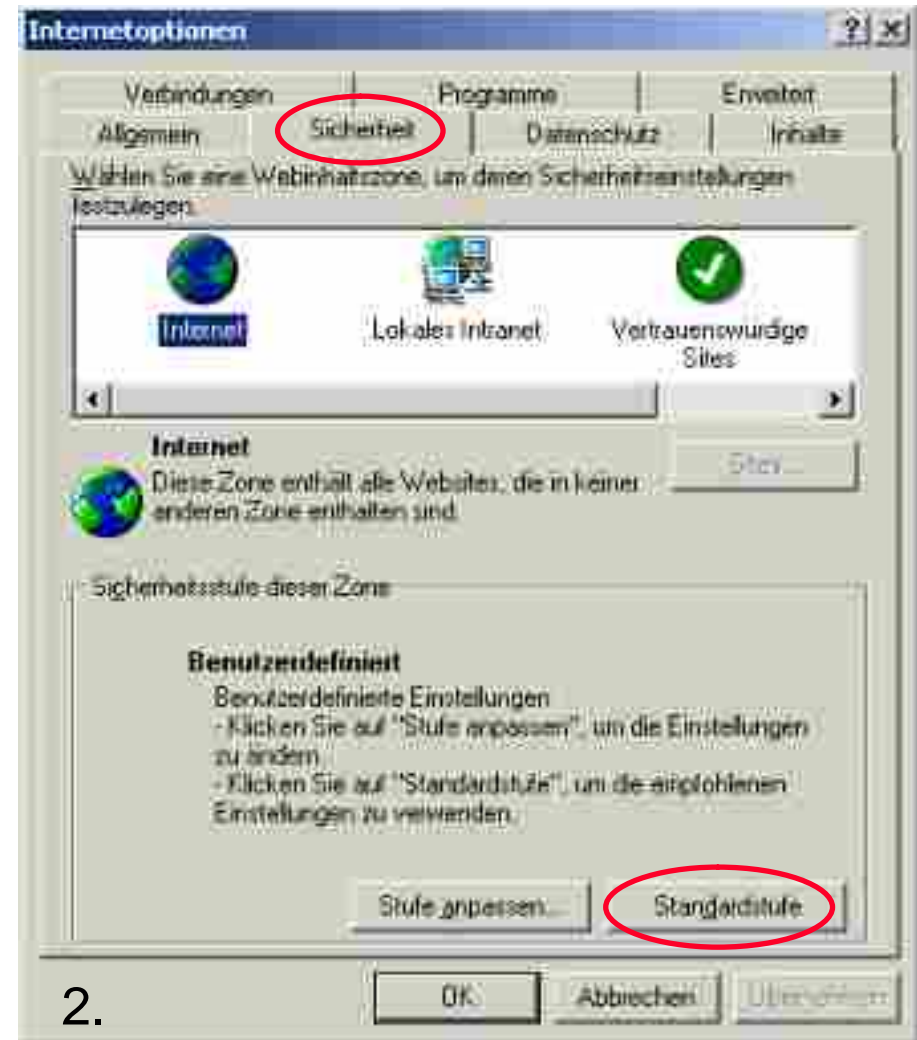 Internetoptionen
Verbindungen Programme Erweitert
Allgemein Sicherheit Datenschutz Inhalte
Wählen Sie eine Webinhaltszone, um deren Sicherheitseinstellungen
festzulegen.
Internet Lokales Intranet Vertrauenswürdige
Sites
Internet
Sites...
Diese Zone enthält alle Websites, die in keiner
anderen Zone enthalten sind.
Sicherheitsstufe dieser Zone
Benutzerdefiniert
Benutzerdefinierte Einstellungen
- Klicken Sie auf "Stufe anpassen", um die Einstellungen
zu ändern.
- Klicken Sie auf "Standardstufe", um die empfohlenen
Einstellungen zu verwenden.
Stufe anpassen... Standardstufe
2. OK Abbrechen Übernehmen